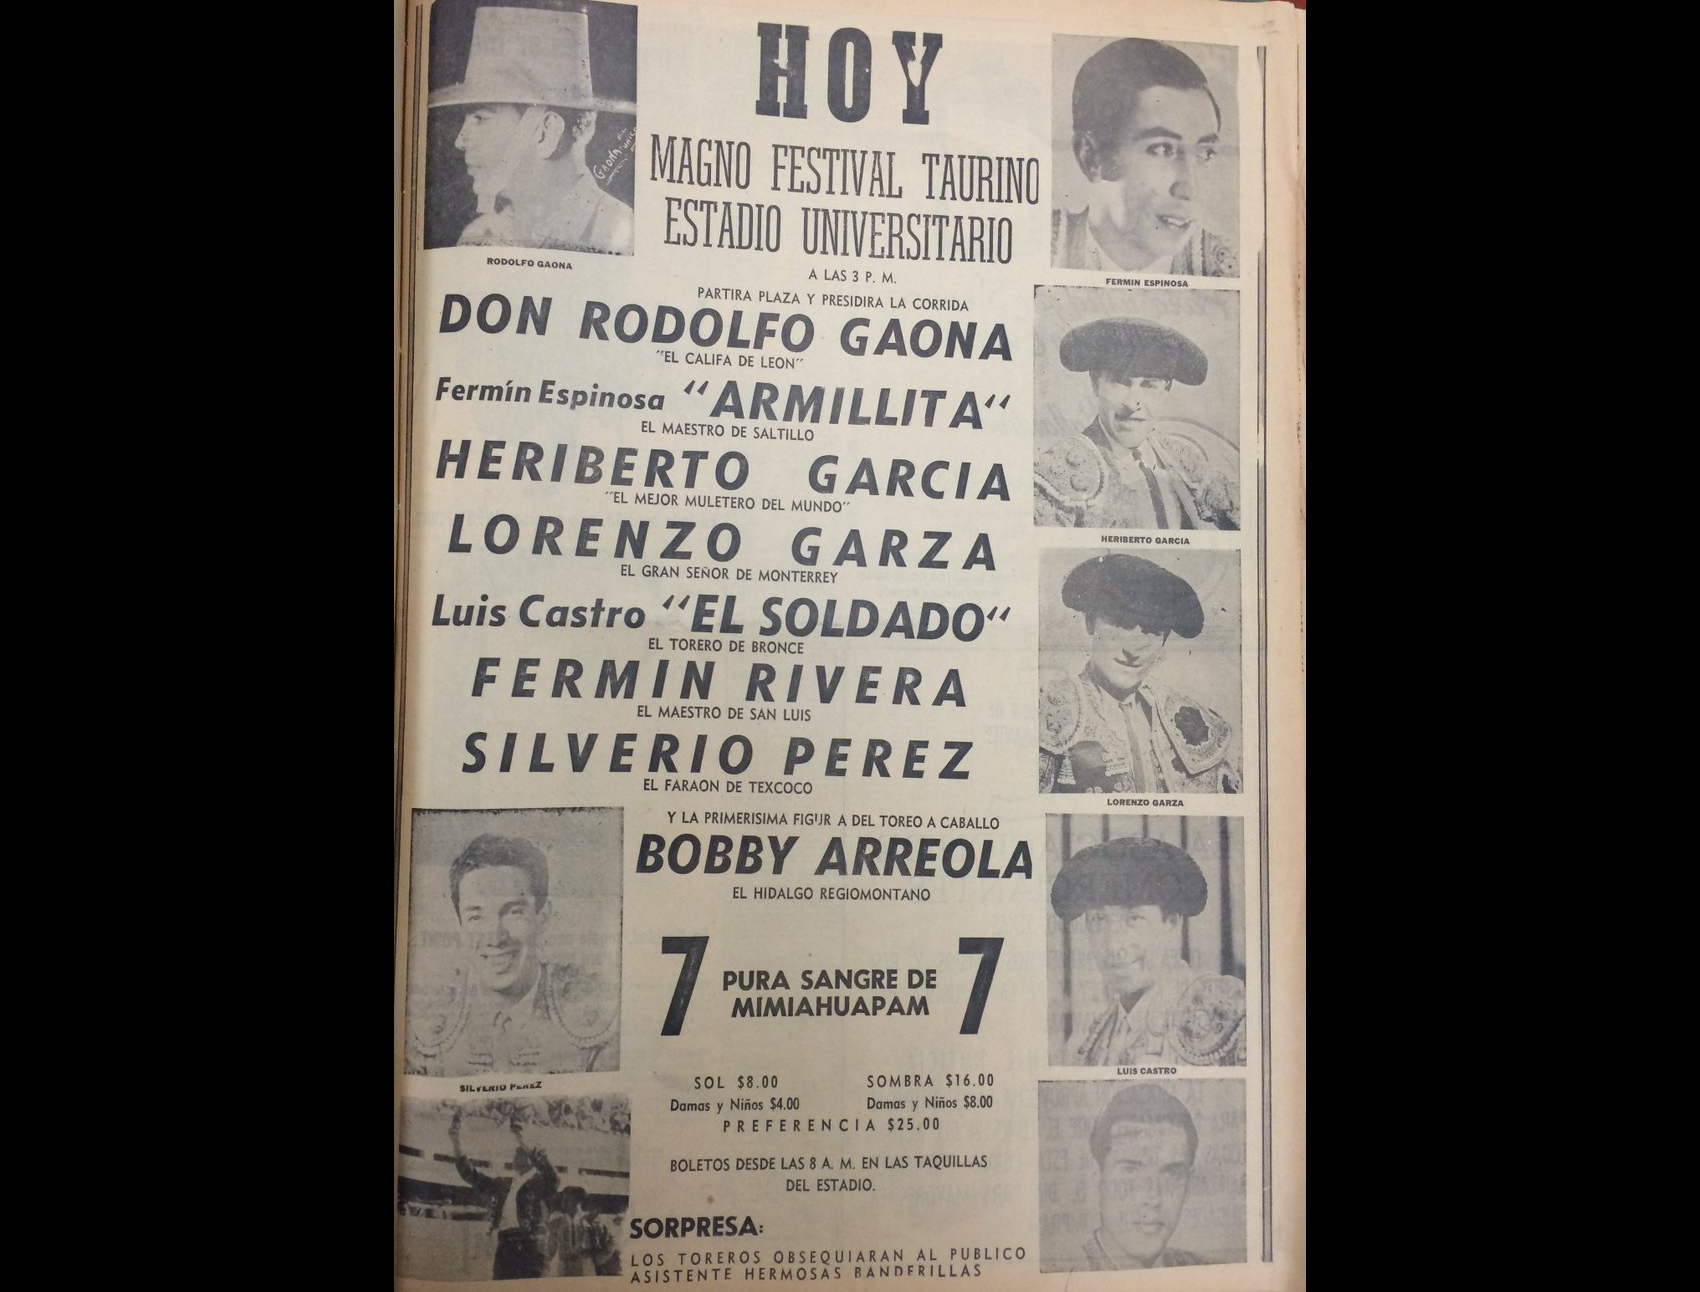 HOY
MAGNO FESTIVAL TAURINO
ESTADIO UNIVERSITARIO
A LAS 3 P. M.
PARTIRA PLAZA Y PRESIDIRA LA CORRIDA
DON RODOLFO GAONA
"EL CALIFA DE LEON"
Fermín Espinosa "ARMILLITA"
EL MAESTRO DE SALTILLO
HERIBERTO GARCIA
"EL MEJOR MULETERO DEL MUNDO"
LORENZO GARZA
EL GRAN SEÑOR DE MONTERREY
Luis Castro "EL SOLDADO"
EL TORERO DE BRONCE
FERMIN RIVERA
EL MAESTRO DE SAN LUIS
SILVERIO PEREZ
EL FARAON DE TEXCOCO
Y LA PRIMERISIMA FIGUR A DEL TOREO A CABALLO
BOBBY ARREOLA
EL HIDALGO REGIOMONTANO
7 PURA SANGRE DE 7
MIMIAHUAPAM
SOL $8.00 SOMBRA $16.00
Damas y Niños $4.00 Damas y Niños $8.00
PREFERENCIA $25.00
BOLETOS DESDE LAS 8 A. M. EN LAS TAQUILLAS
DEL ESTADIO.
SORPRESA:
LOS TOREROS OBSEQUIARAN AL PUBLICO
ASISTENTE HERMOSAS BANDERILLAS
GAONA
RODOLFO GAONA
SILVERIO PEREZ
FERMIN ESPINOSA
HERIBERTO GARCIA
LORENZO GARZA
LUIS CASTRO